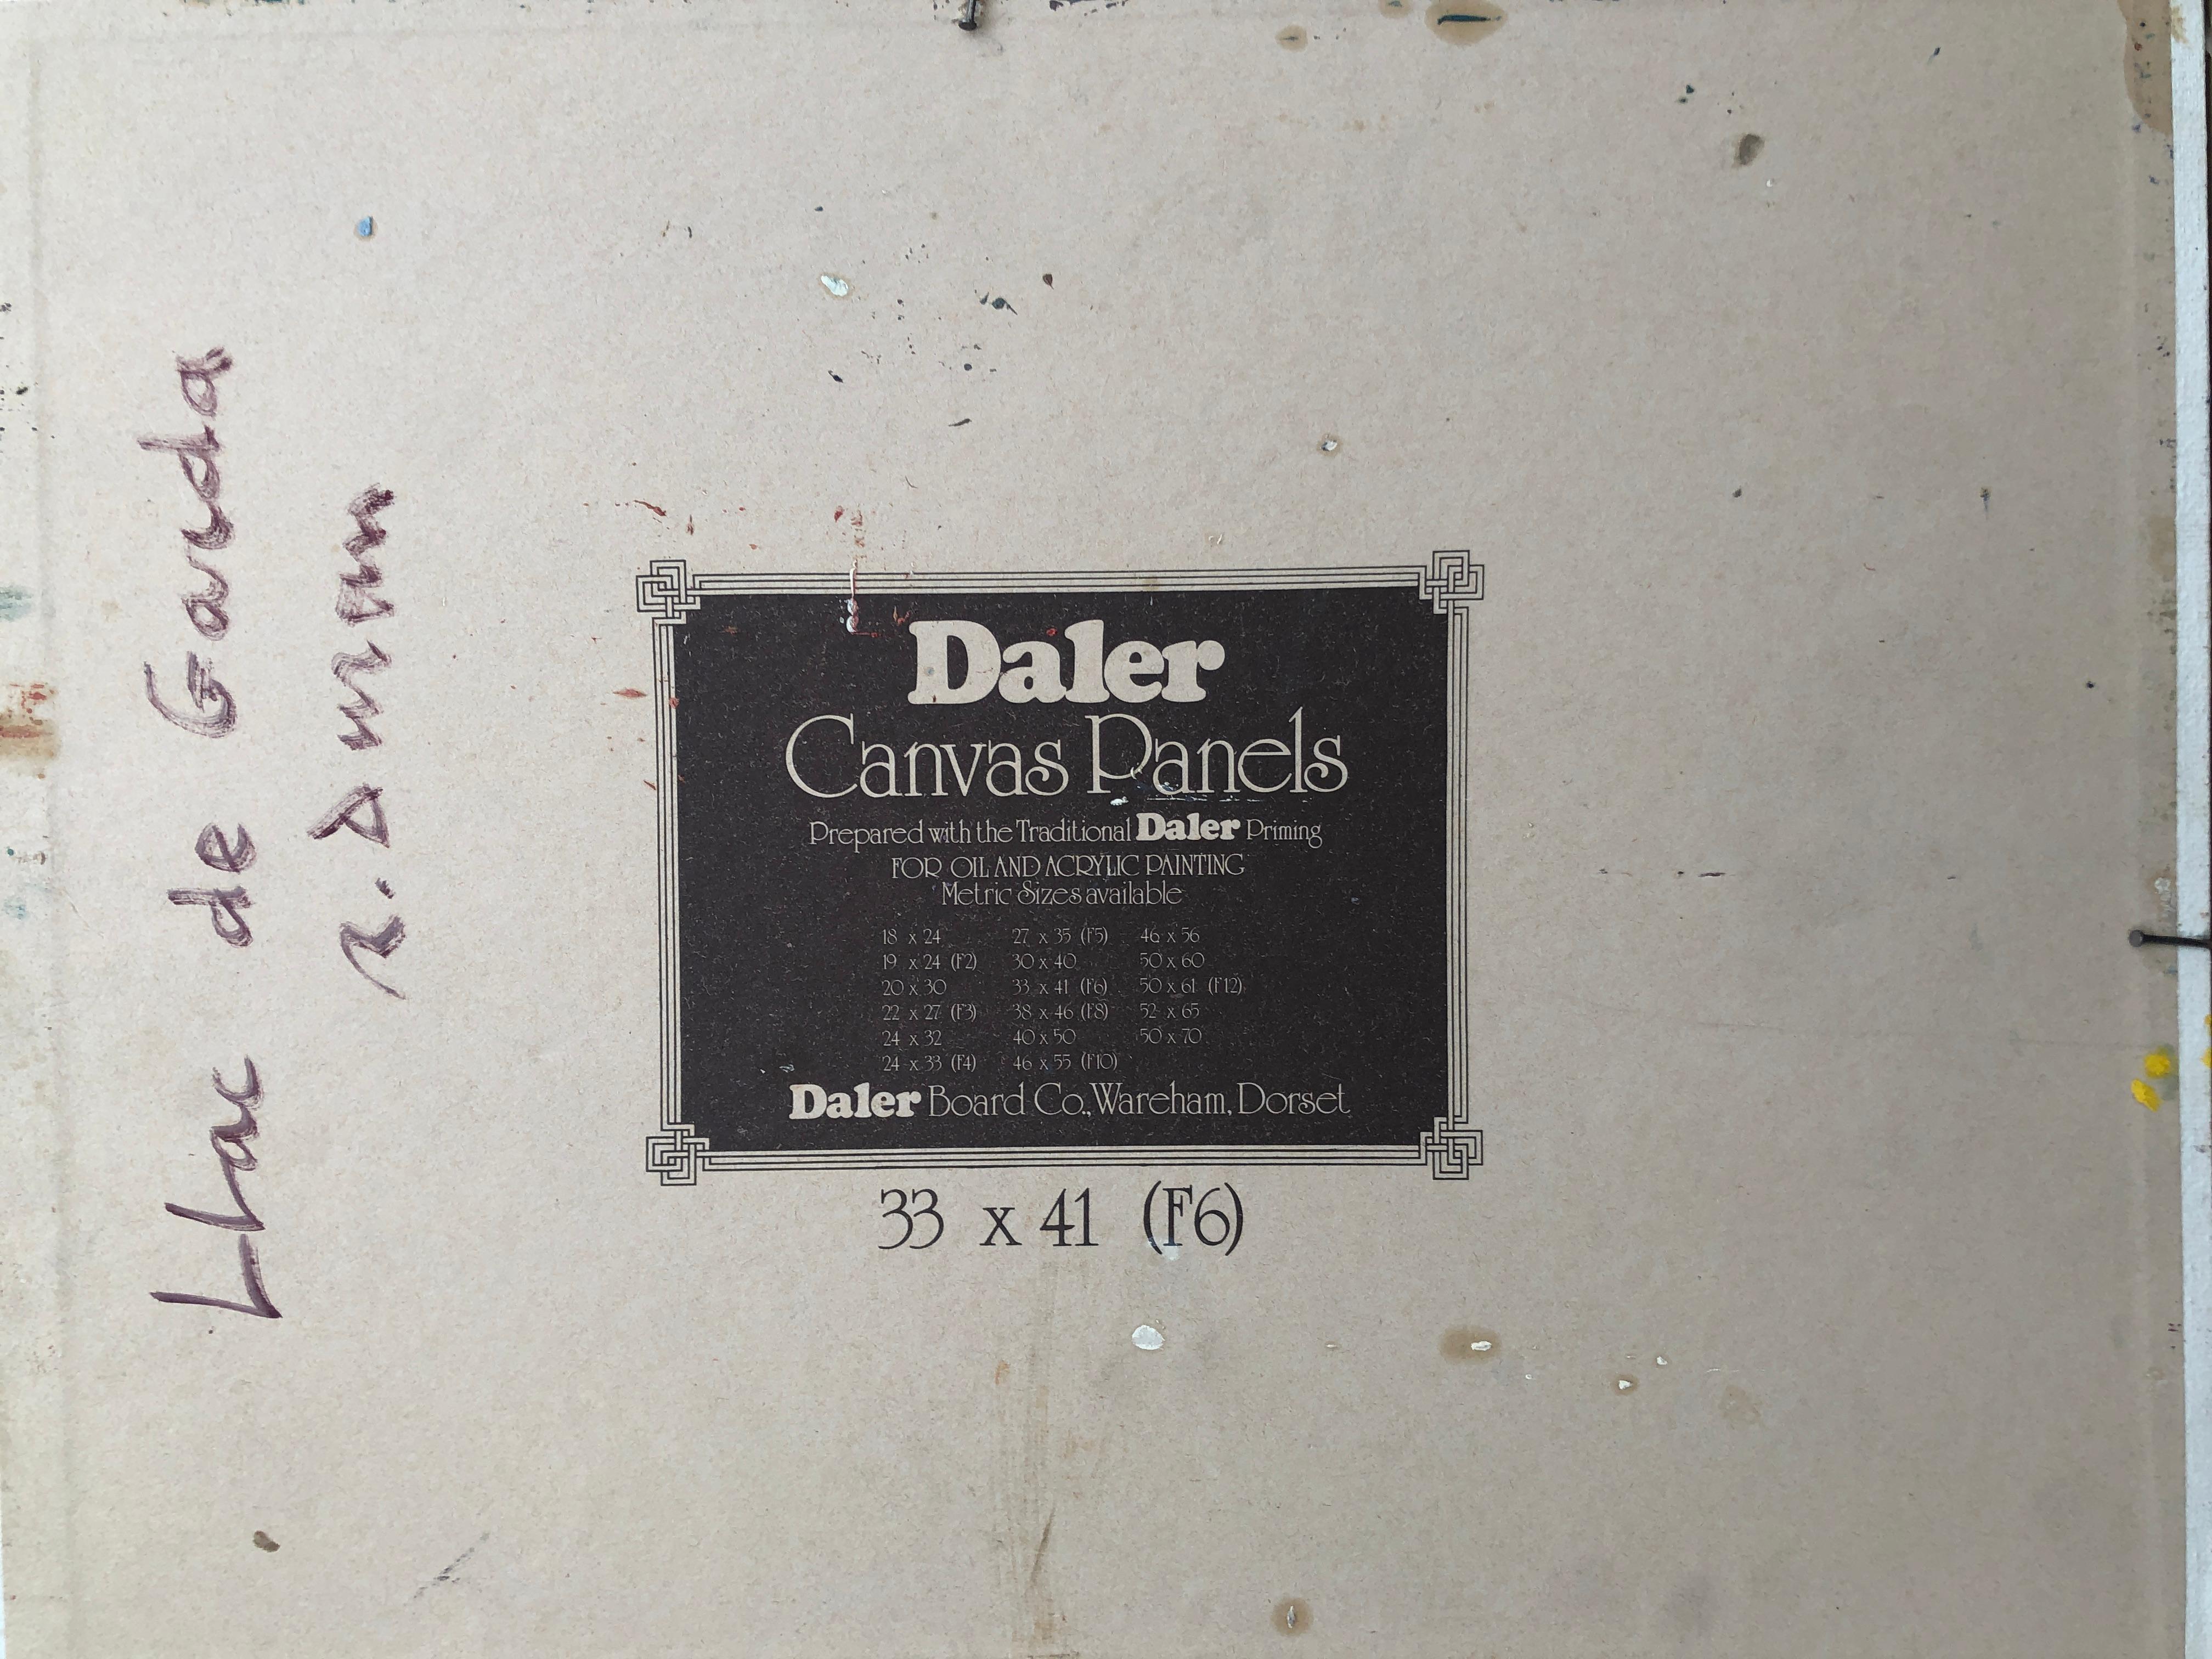 Llac de Garda
R. Duran
Daler
Canvas Panels
Prepared with the Traditional Daler Priming
FOR OIL AND ACRYLIC PAINTING
Metric Sizes available
18 x 24 27 x 35 (F5) 46 x 56
19 x 24 (F2) 30 x 40 50 x 60
20 x 30 33 x 41 (F6) 50 x 61 (F12)
22 x 27 (F3) 38 x 46 (F8) 52 x 65
24 x 32 40 x 50 50 x 70
24 x 33 (F4) 46 x 55 (F10)
Daler Board Co., Wareham, Dorset
33 x 41 (F6)